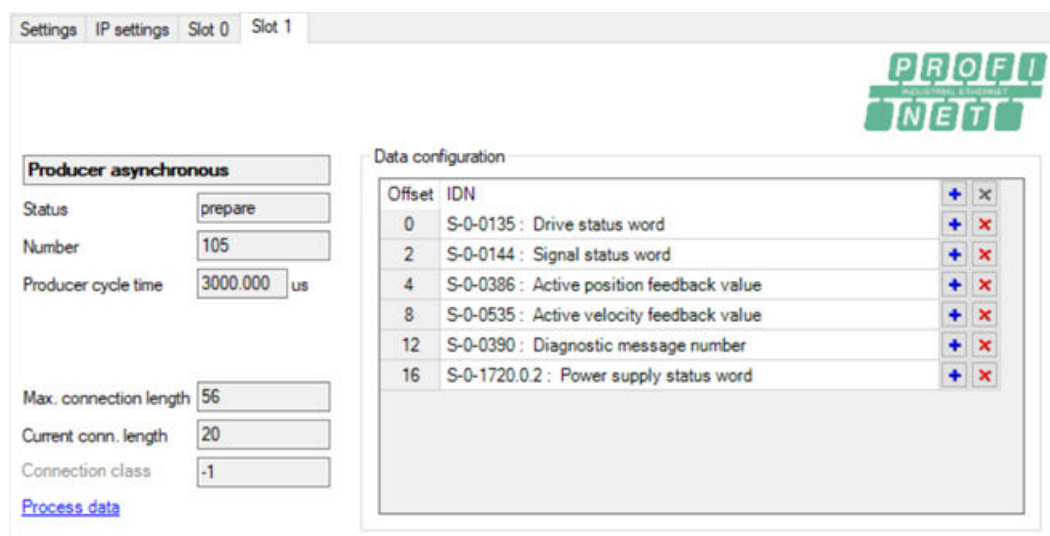 Settings IP settings Slot 0 Slot 1
PROFI
INDUSTRIAL ETHERNET
NET
Producer asynchronous
Status prepare
Number 105
Producer cycle time 3000.000 us
Max. connection length 56
Current conn. length 20
Connection class -1
Process data
Data configuration
Offset IDN
0 S-0-0135 : Drive status word
2 S-0-0144 : Signal status word
4 S-0-0386 : Active position feedback value
8 S-0-0535 : Active velocity feedback value
12 S-0-0390 : Diagnostic message number
16 S-0-1720.0.2 : Power supply status word